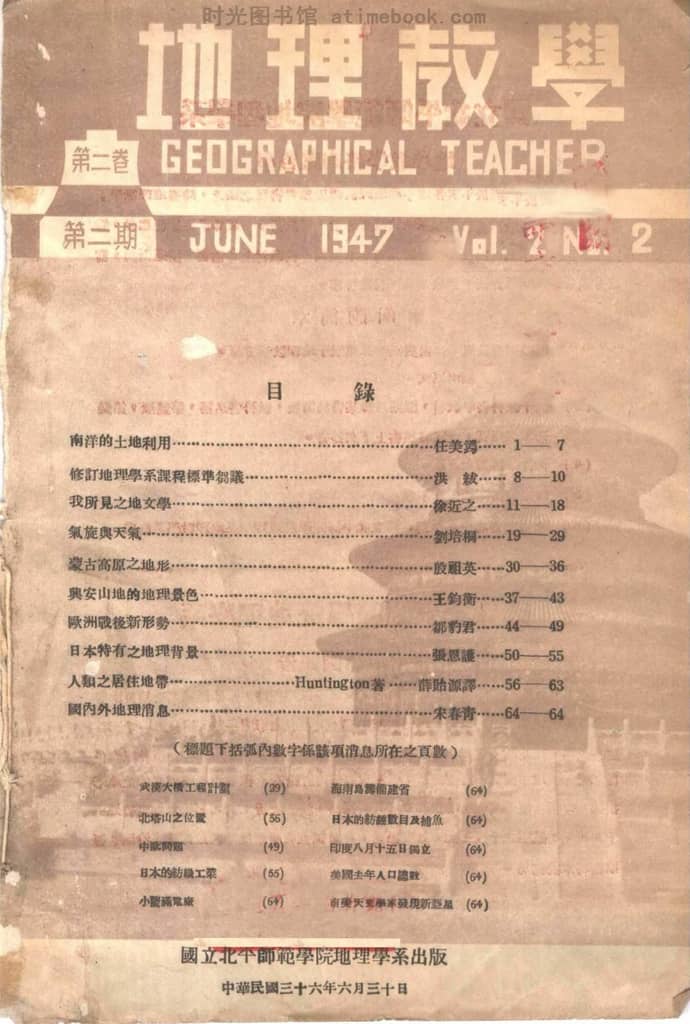 时光图书馆 atimebook.com
地理教學
第二卷 GEOGRAPHICAL TEACHER
第二期 JUNE 1947 Vol. 2 No. 2
目 錄
南洋的土地利用……任美鍔……1——7
修訂地理學系課程標準芻議……洪 紱……8——10
我所見之地文學……徐近之……11——18
氣旋與天氣……劉培桐……19——29
蒙古高原之地形……殷祖英……30——36
興安山地的地理景色……王鈞衡……37——43
歐洲戰後新形勢……鄒豹君……44——49
日本特有之地理背景……張恩護……50——55
人類之居住地帶……Huntington著……薛貽源譯……56——63
國內外地理消息……宋春青……64——64
(標題下括弧內數字係該項消息所在之頁數)
武漢大橋工程計劃 (29) 海南島籌備建省 (64)
北塔山之位置 (36) 日本的紡錘數目及捕魚 (64)
問題 (49) 印度八月十五日獨立 (64)
日本的紡織工業 (55) 美國去年人口總數 (64)
小豐滿電廠 (64) 天文學家發現新 (64)
國立北平師範學院地理學系出版
中華民國三十六年六月三十日